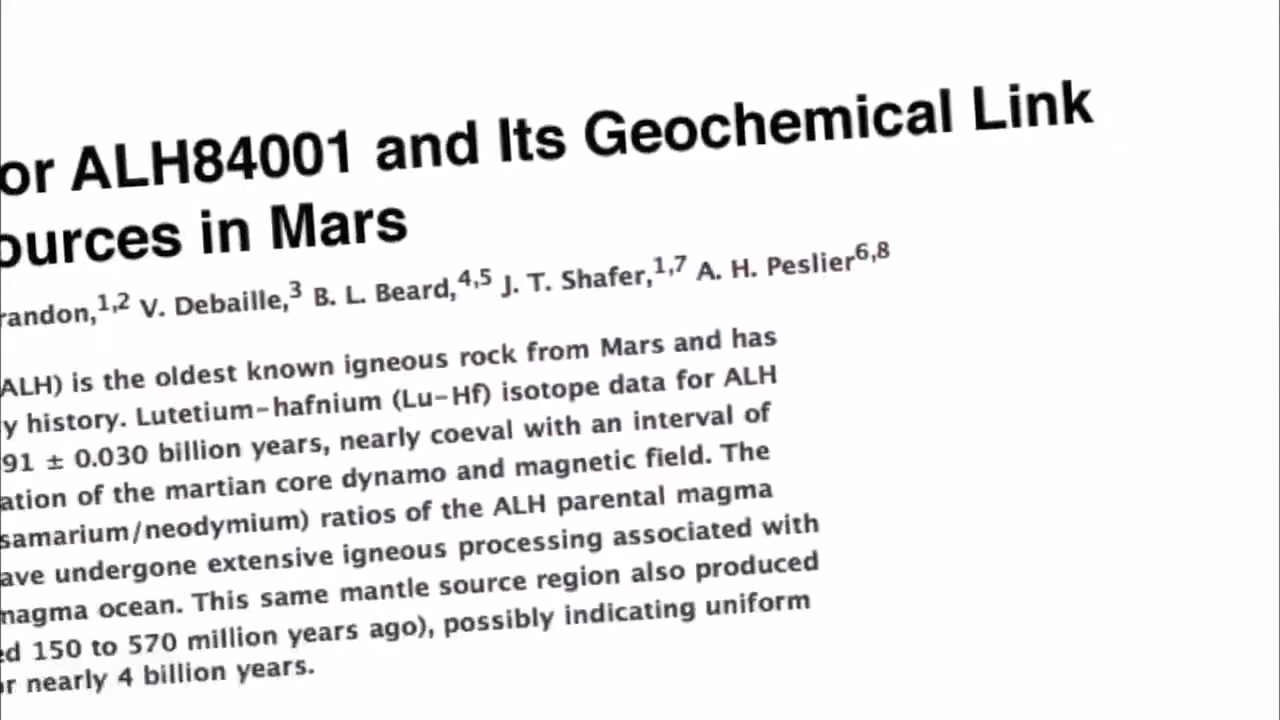 or ALH84001 and Its Geochemical Link
ources in Mars
randon,1,2 V. Debaille,3 B. L. Beard,4,5 J. T. Shafer,1,7 A. H. Peslier6,8
ALH) is the oldest known igneous rock from Mars and has
y history. Lutetium–hafnium (Lu–Hf) isotope data for ALH
91 ± 0.030 billion years, nearly coeval with an interval of
ation of the martian core dynamo and magnetic field. The
samarium/neodymium) ratios of the ALH parental magma
ave undergone extensive igneous processing associated with
magma ocean. This same mantle source region also produced
ed 150 to 570 million years ago), possibly indicating uniform
or nearly 4 billion years.